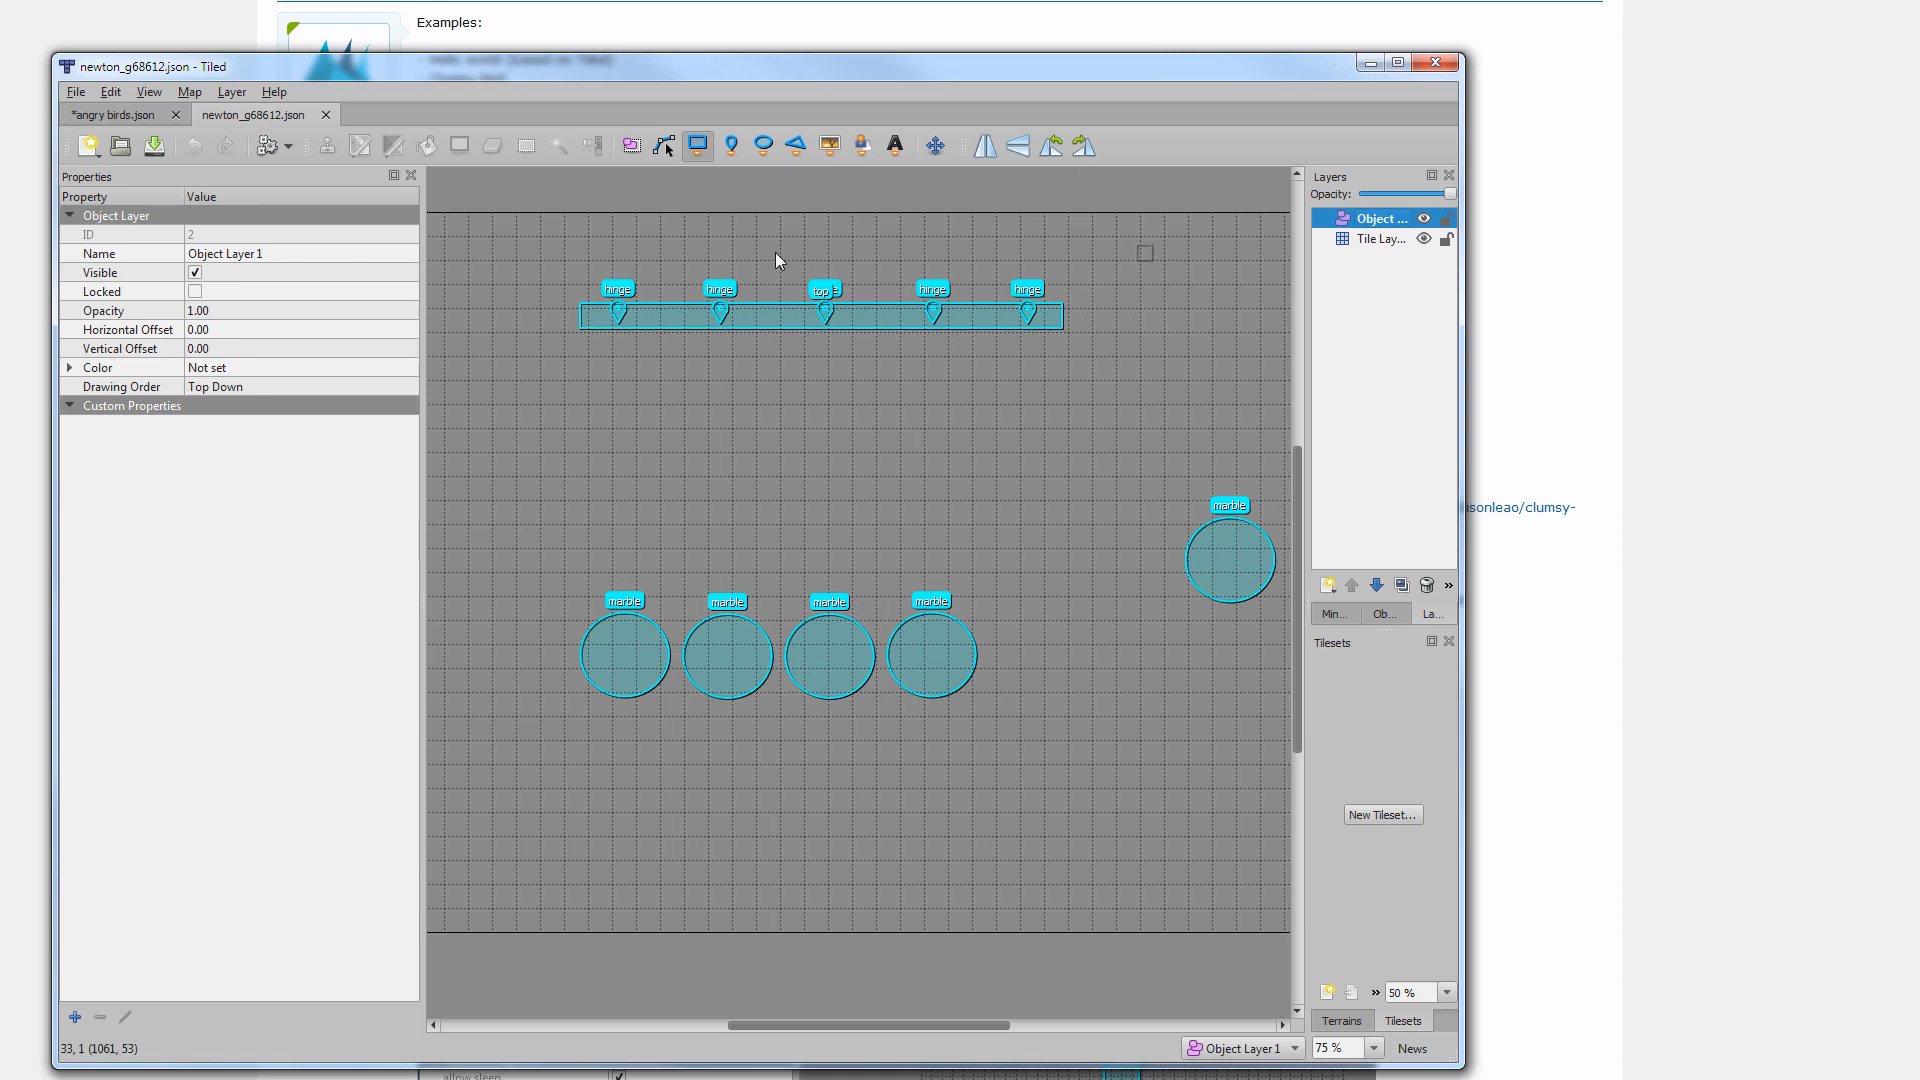 Examples:
newton_g68612.json - Tiled
File Edit View Map Layer Help
*angry birds.json
newton_g68612.json
Properties
Property Value
Object Layer
ID 2
Name Object Layer 1
Visible
Locked
Opacity 1.00
Horizontal Offset 0.00
Vertical Offset 0.00
Color Not set
Drawing Order Top Down
Custom Properties
hinge hinge top hinge hinge
marble
marble marble marble marble
Layers
Opacity:
Object ...
Tile Lay...
»
Min... Ob... La...
Tilesets
New Tileset...
» 50 %
Terrains Tilesets
33, 1 (1061, 53)
Object Layer 1
75 %
News
isonleao/clumsy-
allow sleep